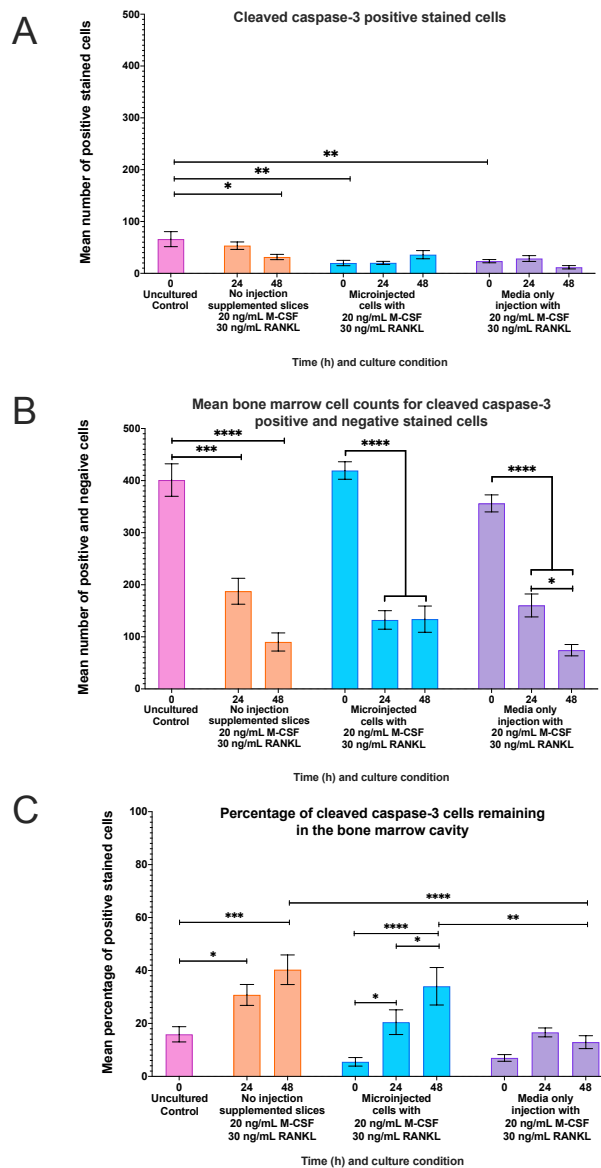 A
Cleaved caspase-3 positive stained cells
Mean number of positive stained cells
500
400
300
200
100
0
**
**
*
0 24 48 0 24 48 0 24 48
Uncultured
Control
No injection
supplemented slices
20 ng/mL M-CSF
30 ng/mL RANKL
Microinjected
cells with
20 ng/mL M-CSF
30 ng/mL RANKL
Media only
injection with
20 ng/mL M-CSF
30 ng/mL RANKL
Time (h) and culture condition
B
Mean bone marrow cell counts for cleaved caspase-3
positive and negative stained cells
Mean number of positive and negaive cells
500
400
300
200
100
0
****
***
****
****
*
0 24 48 0 24 48 0 24 48
Uncultured
Control
No injection
supplemented slices
20 ng/mL M-CSF
30 ng/mL RANKL
Microinjected
cells with
20 ng/mL M-CSF
30 ng/mL RANKL
Media only
injection with
20 ng/mL M-CSF
30 ng/mL RANKL
Time (h) and culture condition
C
Percentage of cleaved caspase-3 cells remaining
in the bone marrow cavity
Mean percentage of positive stained cells
100
80
60
40
20
0
****
***
****
**
*
*
*
0 24 48 0 24 48 0 24 48
Uncultured
Control
No injection
supplemented slices
20 ng/mL M-CSF
30 ng/mL RANKL
Microinjected
cells with
20 ng/mL M-CSF
30 ng/mL RANKL
Media only
injection with
20 ng/mL M-CSF
30 ng/mL RANKL
Time (h) and culture condition